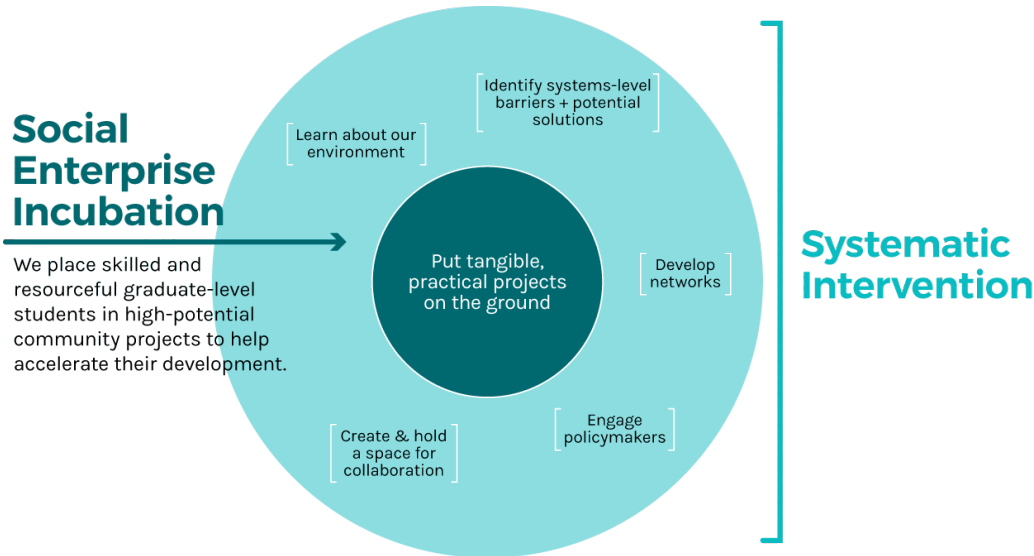 Social
Enterprise
Incubation
We place skilled and
resourceful graduate-level
students in high-potential
community projects to help
accelerate their development.
Learn about our
environment
Identify systems-level
barriers + potential
solutions
Put tangible,
practical projects
on the ground
Develop
networks
Engage
policymakers
Create & hold
a space for
collaboration
Systematic
Intervention